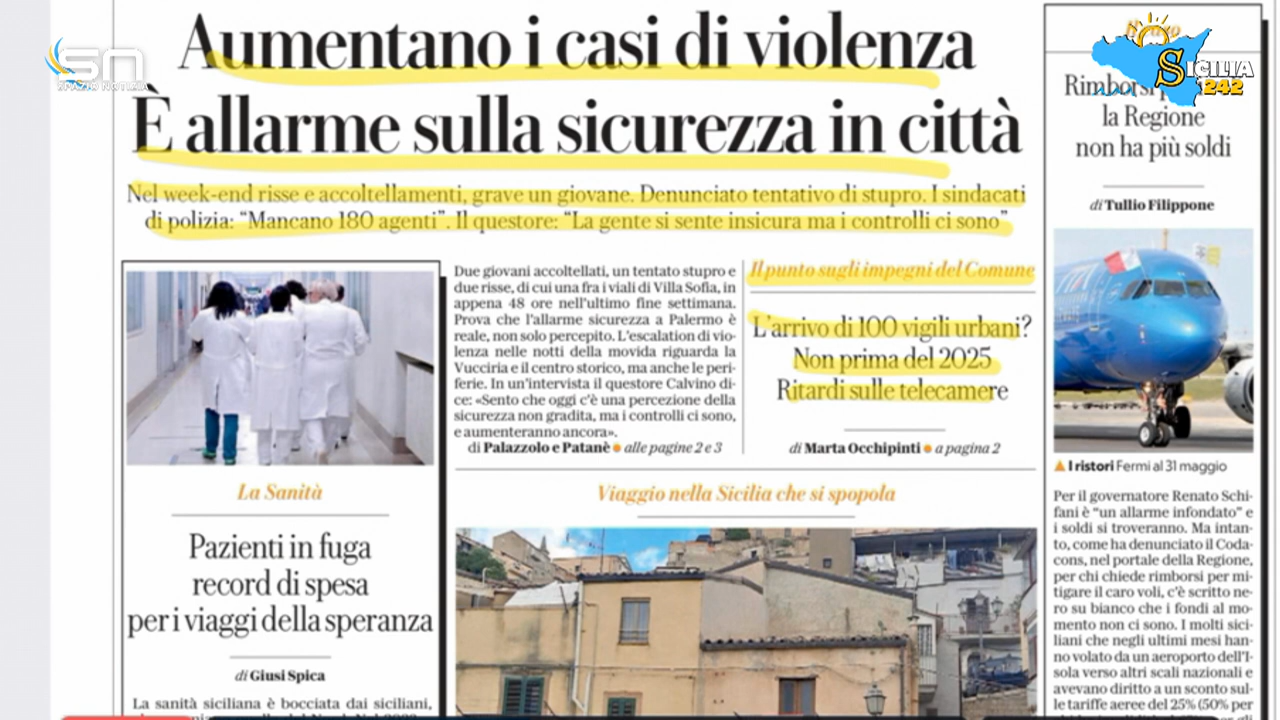 Aumentano i casi di violenza
È allarme sulla sicurezza in città
Nel week-end risse e accoltellamenti, grave un giovane. Denunciato tentativo di stupro. I sindacati
di polizia: “Mancano 180 agenti”. Il questore: “La gente si sente insicura ma i controlli ci sono”
SN
SPAZIO NOTIZIA
SICILIA
242
la Regione
non ha più soldi
di Tullio Filippone
I ristori Fermi al 31 maggio
Per il governatore Renato Schi-
fani è “un allarme infondato” e
i soldi si troveranno. Ma intan-
to, come ha denunciato il Coda-
cons, nel portale della Regione,
per chi chiede rimborsi per mi-
tigare il caro voli, c'è scritto ne-
ro su bianco che i fondi al mo-
mento non ci sono. I molti sici-
liani che negli ultimi mesi han-
no volato da un aeroporto dell'I-
sola verso altri scali nazionali e
avevano diritto a un sconto sul-
le tariffe aeree del 25% (50% per
Due giovani accoltellati, un tentato stupro e
due risse, di cui una fra i viali di Villa Sofia, in
appena 48 ore nell'ultimo fine settimana.
Prova che l'allarme sicurezza a Palermo è
reale, non solo percepito. L'escalation di vio-
lenza nelle notti della movida riguarda la
Vucciria e il centro storico, ma anche le peri-
ferie. In un'intervista il questore Calvino di-
ce: «Sento che oggi c'è una percezione della
sicurezza non gradita, ma i controlli ci sono,
e aumenteranno ancora».
di Palazzolo e Patanè ● alle pagine 2 e 3
Il punto sugli impegni del Comune
L'arrivo di 100 vigili urbani?
Non prima del 2025
Ritardi sulle telecamere
di Marta Occhipinti ● a pagina 2
La Sanità
Pazienti in fuga
record di spesa
per i viaggi della speranza
di Giusi Spica
La sanità siciliana è bocciata dai siciliani,
Viaggio nella Sicilia che si spopola